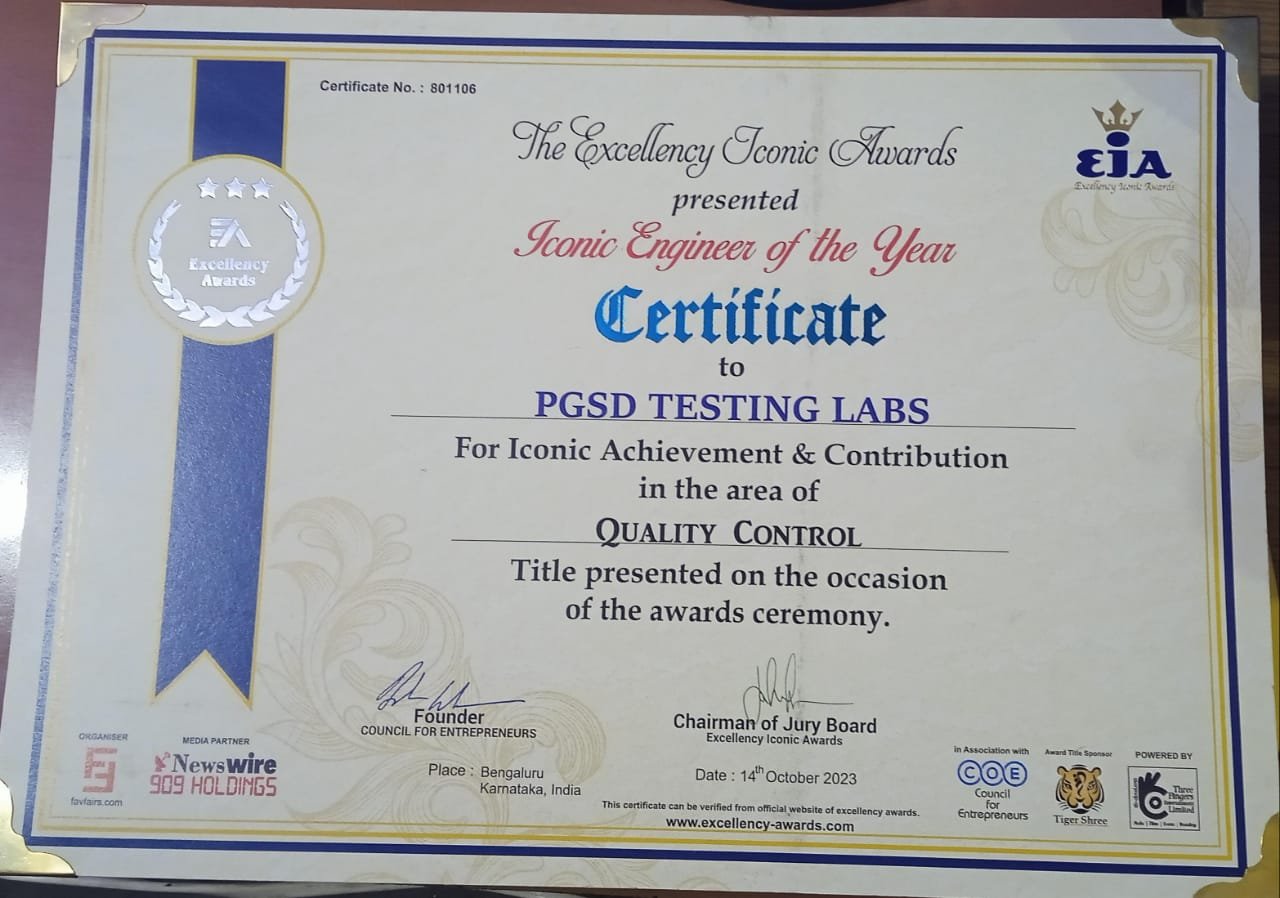 Certificate No. : 801106
The Excellency Iconic Awards
EIA
Excellency Iconic Awards
presented
Iconic Engineer of the Year
EA
Excellency
Awards
Certificate
to
PGSD TESTING LABS
For Iconic Achievement & Contribution
in the area of
QUALITY CONTROL
Title presented on the occasion
of the awards ceremony.
Founder
COUNCIL FOR ENTREPRENEURS
Chairman of Jury Board
Excellency Iconic Awards
ORGANISER
favfairs.com
MEDIA PARTNER
Newswire
909 HOLDINGS
Place : Bengaluru
Karnataka, India
Date : 14th October 2023
This certificate can be verified from official website of excellency awards.
www.excellency-awards.com
In Association with
COE
Council
for
Entrepreneurs
Award Title Sponsor
Tiger Shree
POWERED BY
Three
Fingers
International
Limited